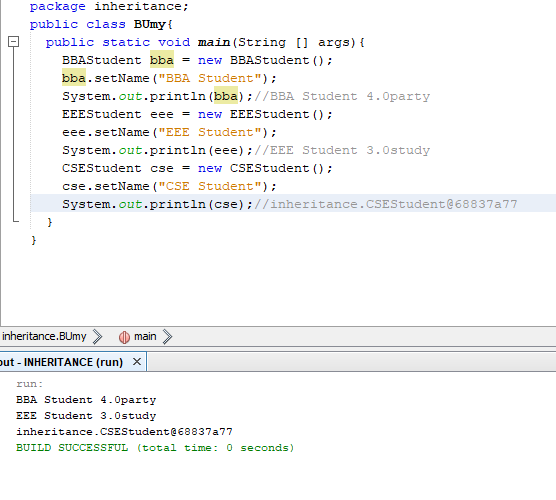 package inheritance;
public class BUmy{
public static void main(String [] args){
BBAStudent bba = new BBAStudent();
bba.setName("BBA Student");
System.out.println(bba);//BBA Student 4.0party
EEEStudent eee = new EEEStudent();
eee.setName("EEE Student");
System.out.println(eee);//EEE Student 3.0study
CSEStudent cse = new CSEStudent();
cse.setName("CSE Student");
System.out.println(cse);//inheritance.CSEStudent@68837a77
}
}
inheritance.BUmy main
out - INHERITANCE (run) ×
run:
BBA Student 4.0party
EEE Student 3.0study
inheritance.CSEStudent@68837a77
BUILD SUCCESSFUL (total time: 0 seconds)